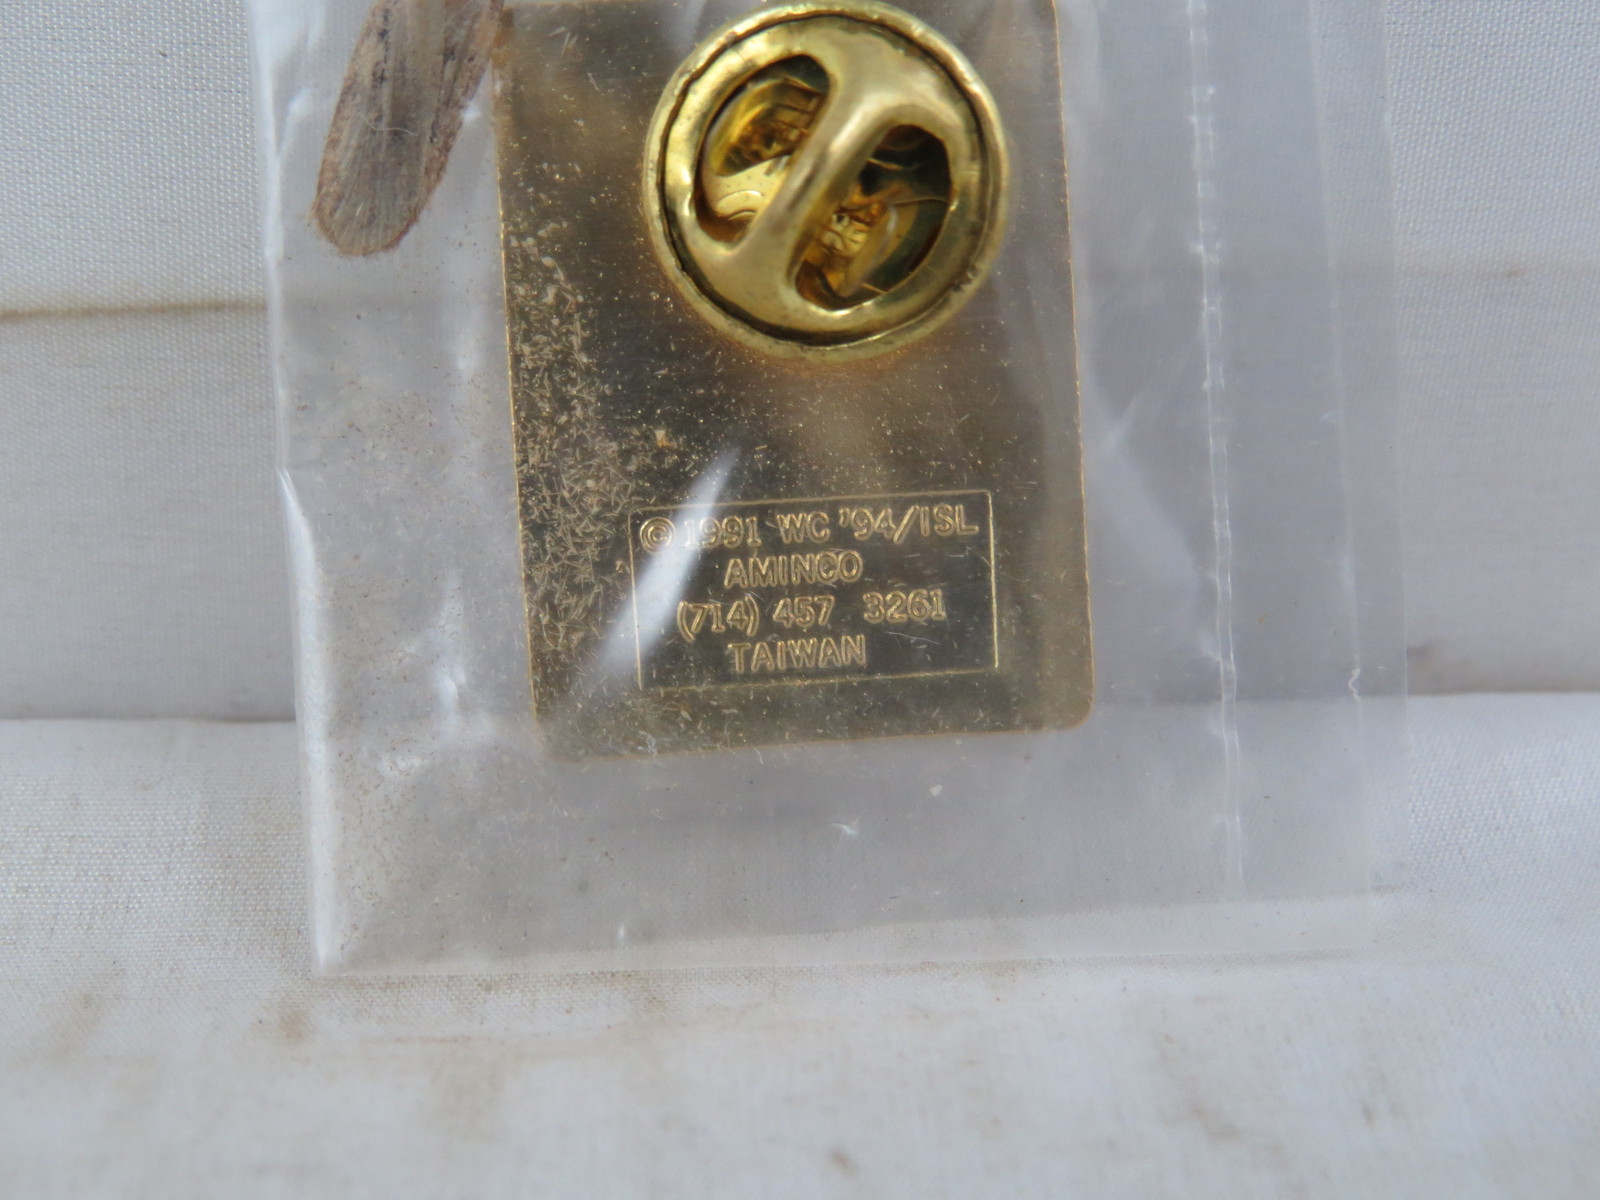 © 1991 WC '94/ISL
AMINCO
(714) 457 3261
TAIWAN